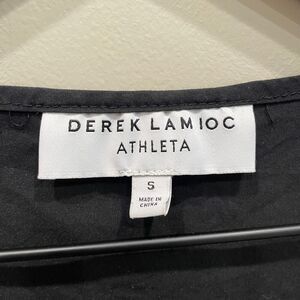 DEREK LAM 10C
ATHLETA
S
MADE IN
CHINA